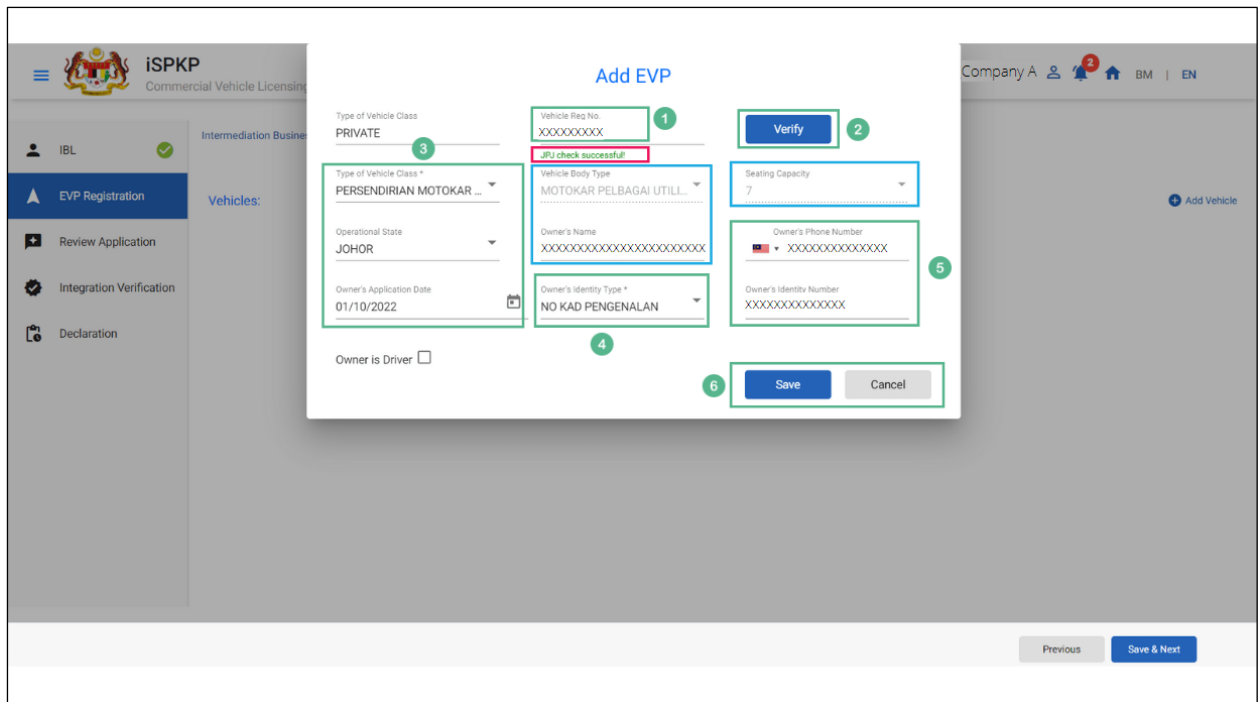 iSPKP
Commercial Vehicle Licensing
Company A
2
BM | EN
IBL
EVP Registration
Review Application
Integration Verification
Declaration
Intermediation Busine
Vehicles:
Add Vehicle
Add EVP
Type of Vehicle Class
PRIVATE
Vehicle Reg No.
XXXXXXXXX
1
Verify
2
JPJ check successful!
3
Type of Vehicle Class *
PERSENDIRIAN MOTOKAR ...
Vehicle Body Type
MOTOKAR PELBAGAI UTILI...
Seating Capacity
7
Operational State
JOHOR
Owner's Name
XXXXXXXXXXXXXXXXXXXXXXX
Owner's Phone Number
XXXXXXXXXXXXXX
5
Owner's Application Date
01/10/2022
Owner's Identity Type *
NO KAD PENGENALAN
Owner's Identity Number
XXXXXXXXXXXXXX
4
Owner is Driver
6
Save
Cancel
Previous
Save & Next